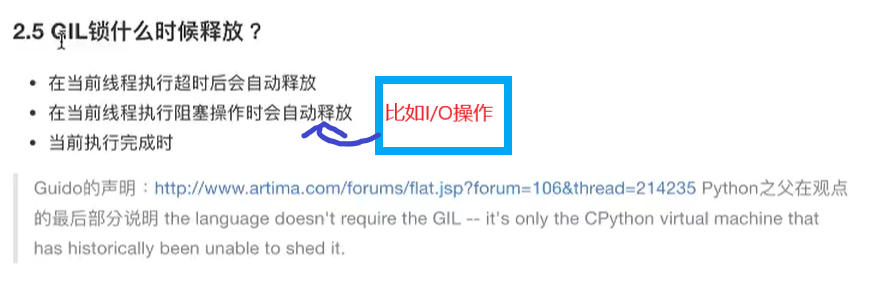 2.5 GIL锁什么时候释放？
在当前线程执行超时后会自动释放
在当前线程执行阻塞操作时会自动释放
比如I/O操作
当前执行完成时
Guido的声明：http://www.artima.com/forums/flat.jsp?forum=106&thread=214235 Python之父在观点
的最后部分说明 the language doesn't require the GIL -- it's only the CPython virtual machine that
has historically been unable to shed it.